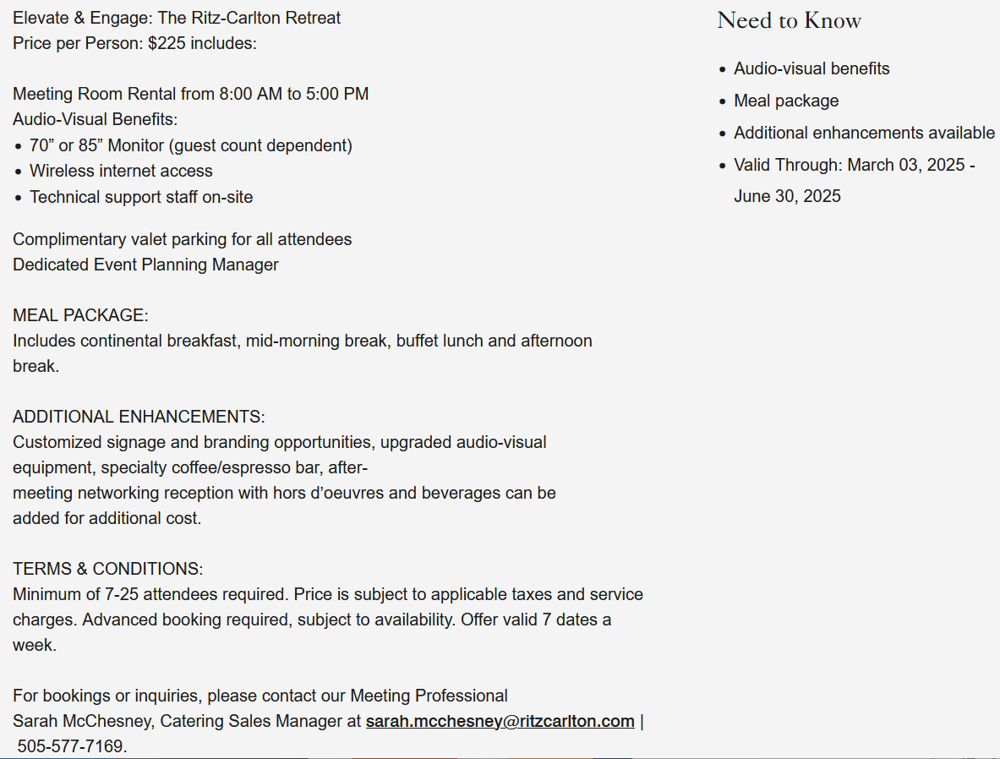 Elevate & Engage: The Ritz-Carlton Retreat
Price per Person: $225 includes:
Meeting Room Rental from 8:00 AM to 5:00 PM
Audio-Visual Benefits:
• 70” or 85” Monitor (guest count dependent)
• Wireless internet access
• Technical support staff on-site
Complimentary valet parking for all attendees
Dedicated Event Planning Manager
MEAL PACKAGE:
Includes continental breakfast, mid-morning break, buffet lunch and afternoon
break.
ADDITIONAL ENHANCEMENTS:
Customized signage and branding opportunities, upgraded audio-visual
equipment, specialty coffee/espresso bar, after-
meeting networking reception with hors d’oeuvres and beverages can be
added for additional cost.
TERMS & CONDITIONS:
Minimum of 7-25 attendees required. Price is subject to applicable taxes and service
charges. Advanced booking required, subject to availability. Offer valid 7 dates a
week.
For bookings or inquiries, please contact our Meeting Professional
Sarah McChesney, Catering Sales Manager at sarah.mcchesney@ritzcarlton.com |
505-577-7169.
Need to Know
• Audio-visual benefits
• Meal package
• Additional enhancements available
• Valid Through: March 03, 2025 -
June 30, 2025